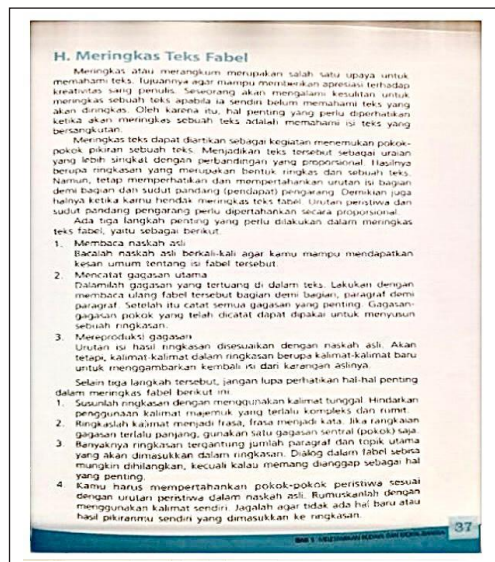 H. Meringkas Teks Fabel
Meringkas atau merangkum merupakan salah satu upaya untuk
memahami teks. Tujuannya agar mampu memberikan apresiasi terhadap
kreativitas sang penulis. Seseorang akan mengalami kesulitan untuk
meringkas sebuah teks apabila ia sendiri belum memahami teks yang
akan diringkas. Oleh karena itu, hal penting yang perlu diperhatikan
ketika akan meringkas sebuah teks adalah memahami isi teks yang
bersangkutan.
Meringkas teks dapat diartikan sebagai kegiatan menemukan pokok-
pokok pikiran sebuah teks. Menjadikan teks tersebut sebagai uraian
yang lebih singkat dengan perbandingan yang proporsional. Hasilnya
berupa ringkasan yang merupakan bentuk ringkas dari sebuah teks.
Namun, tetap memperhatikan dan mempertahankan urutan isi bagian
demi bagian dan sudut pandang (pendapat) pengarang. Demikian juga
halnya ketika kamu hendak meringkas teks fabel. Urutan peristiwa dan
sudut pandang pengarang perlu dipertahankan secara proporsional.
Ada tiga langkah penting yang perlu dilakukan dalam meringkas
teks fabel, yaitu sebagai berikut.
1. Membaca naskah asli
Bacalah naskah asli berkali-kali agar kamu mampu mendapatkan
kesan umum tentang isi fabel tersebut.
2. Mencatat gagasan utama
Dalamilah gagasan yang tertuang di dalam teks. Lakukan dengan
membaca ulang fabel tersebut bagian demi bagian, paragraf demi
paragraf. Setelah itu catat semua gagasan yang penting. Gagasan-
gagasan pokok yang telah dicatat dapat dipakai untuk menyusun
sebuah ringkasan.
3. Mereproduksi gagasan
Urutan isi hasil ringkasan disesuaikan dengan naskah asli. Akan
tetapi, kalimat-kalimat dalam ringkasan berupa kalimat-kalimat baru
untuk menggambarkan kembali isi dari karangan aslinya.
Selain tiga langkah tersebut, jangan lupa perhatikan hal-hal penting
dalam meringkas fabel berikut ini.
1. Susunlah ringkasan dengan menggunakan kalimat tunggal. Hindarkan
penggunaan kalimat majemuk yang terlalu kompleks dan rumit.
2. Ringkaslah kalimat menjadi frasa, frasa menjadi kata. Jika rangkaian
gagasan terlalu panjang, gunakan satu gagasan sentral (pokok) saja.
3. Banyaknya ringkasan tergantung jumlah paragraf dan topik utama
yang akan dimasukkan dalam ringkasan. Dialog dalam fabel sebisa
mungkin dihilangkan, kecuali kalau memang dianggap sebagai hal
yang penting.
4. Kamu harus mempertahankan pokok-pokok peristiwa sesuai
dengan urutan peristiwa dalam naskah asli. Rumuskanlah dengan
menggunakan kalimat sendiri. Jagalah agar tidak ada hal baru atau
hasil pikiranmu sendiri yang dimasukkan ke ringkasan.
37